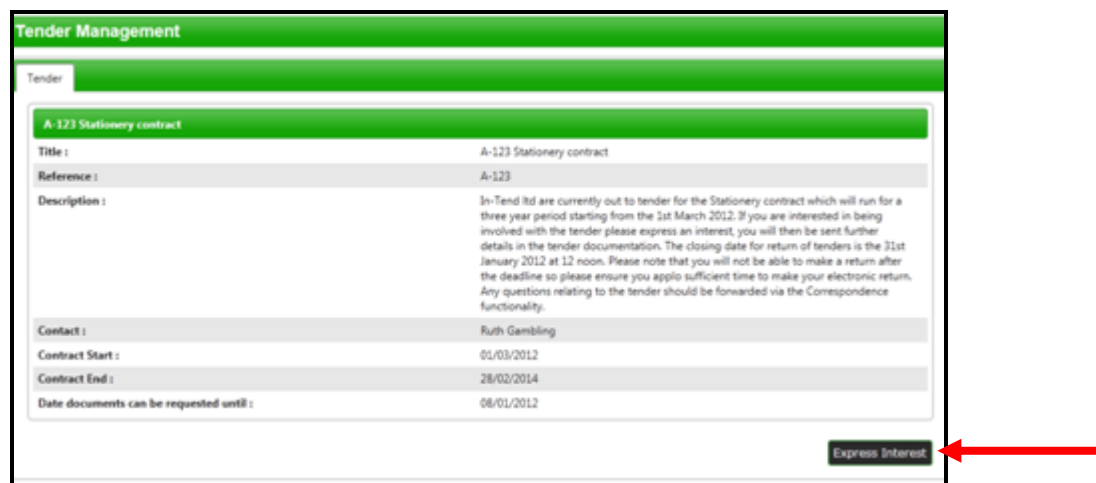 Tender Management
Tender
A-123 Stationery contract
Title : A-123 Stationery contract
Reference : A-123
Description : In-Tend ltd are currently out to tender for the Stationery contract which will run for a
three year period starting from the 1st March 2012. If you are interested in being
involved with the tender please express an interest, you will then be sent further
details in the tender documentation. The closing date for return of tenders is the 31st
January 2012 at 12 noon. Please note that you will not be able to make a return after
the deadline so please ensure you applo sufficient time to make your electronic return.
Any questions relating to the tender should be forwarded via the Correspondence
functionality.
Contact : Ruth Gambling
Contract Start : 01/03/2012
Contract End : 28/02/2014
Date documents can be requested until : 08/01/2012
Express Interest